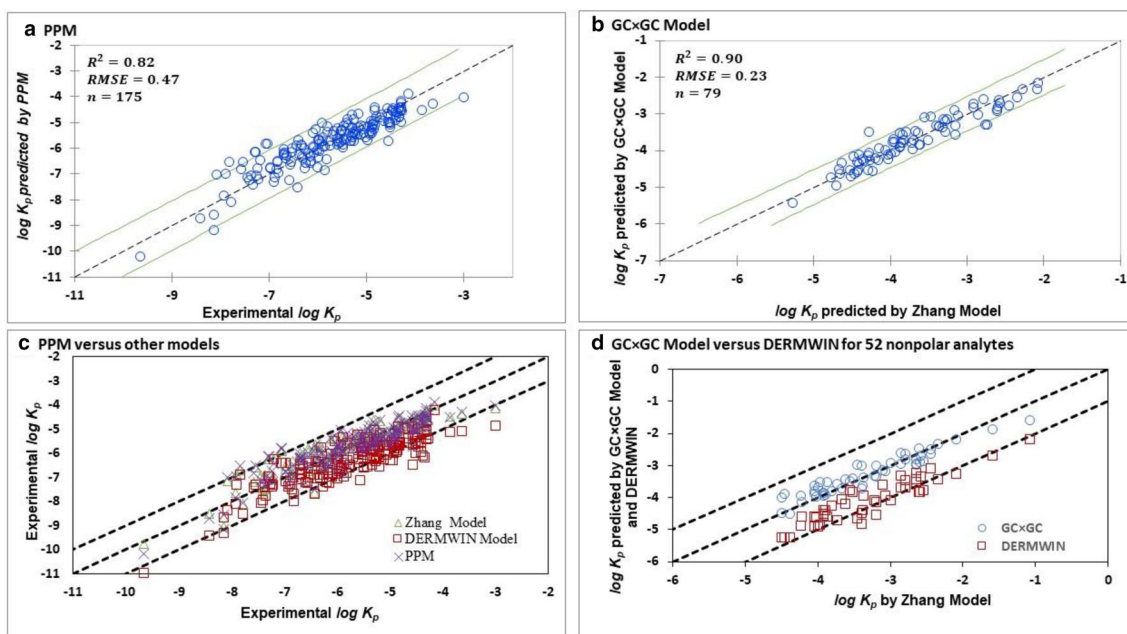 a PPM
R² = 0.82
RMSE = 0.47
n = 175
log Kp predicted by PPM
-2
-3
-4
-5
-6
-7
-8
-9
-10
-11
-11
-9
-7
-5
-3
Experimental log Kp
b GC×GC Model
R² = 0.90
RMSE = 0.23
n = 79
log Kp predicted by GC×GC Model
-1
-2
-3
-4
-5
-6
-7
-7
-6
-5
-4
-3
-2
-1
log Kp predicted by Zhang Model
c PPM versus other models
Experimental log Kp
-2
-3
-4
-5
-6
-7
-8
-9
-10
-11
-11
-10
-9
-8
-7
-6
-5
-4
-3
-2
Zhang Model
DERMWIN Model
PPM
Experimental log Kp
d GC×GC Model versus DERMWIN for 52 nonpolar analytes
log Kp predicted by GC×GC Model
and DERMWIN
0
-1
-2
-3
-4
-5
-6
-6
-5
-4
-3
-2
-1
0
GC×GC
DERMWIN
log Kp by Zhang Model